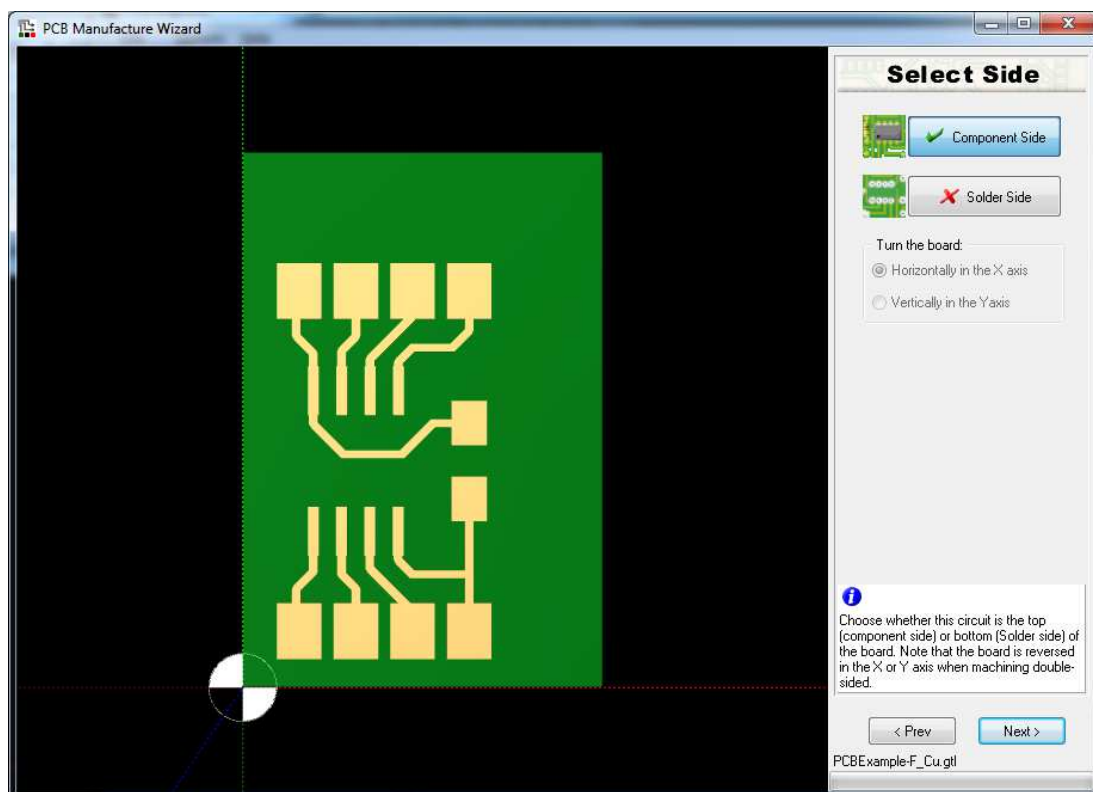 PCB Manufacture Wizard
Select Side
Component Side
Solder Side
Turn the board:
Horizontally in the X axis
Vertically in the Yaxis
Choose whether this circuit is the top
(component side) or bottom (Solder side) of
the board. Note that the board is reversed
in the X or Y axis when machining double-
sided.
< Prev
Next >
PCBExample-F_Cu.gtl